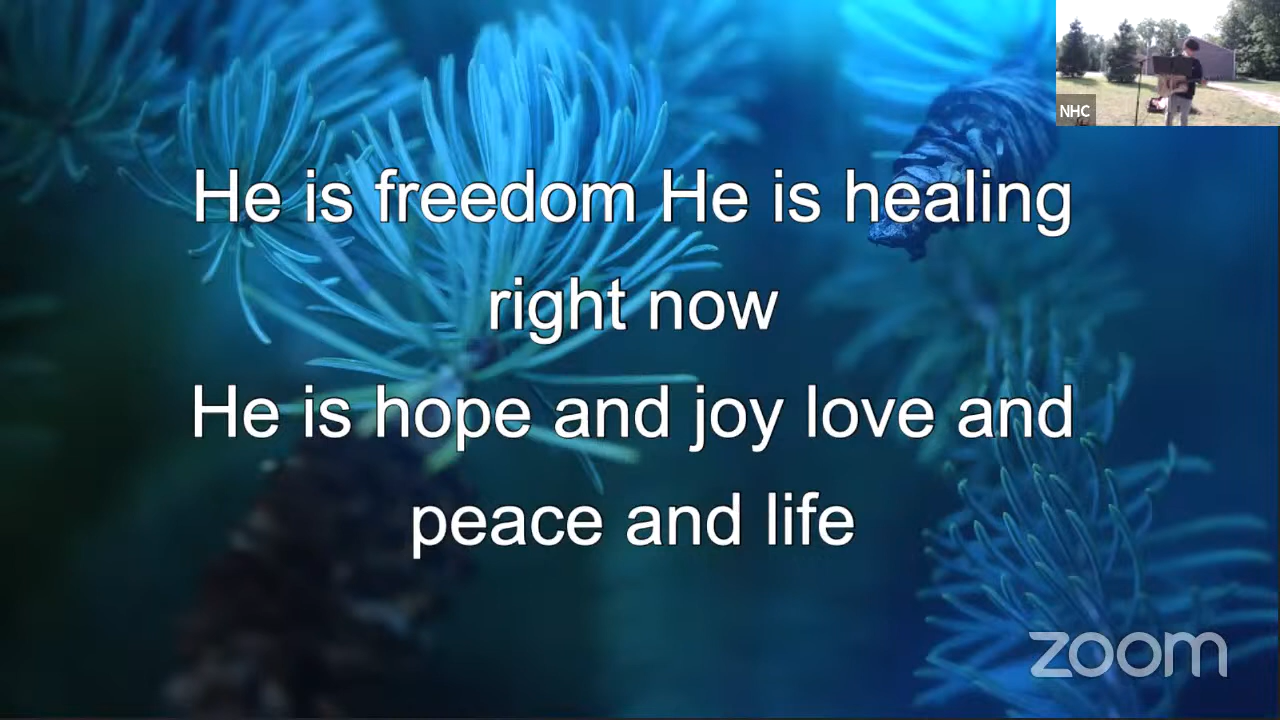 NHC
He is freedom He is healing
right now
He is hope and joy love and
peace and life
zoom